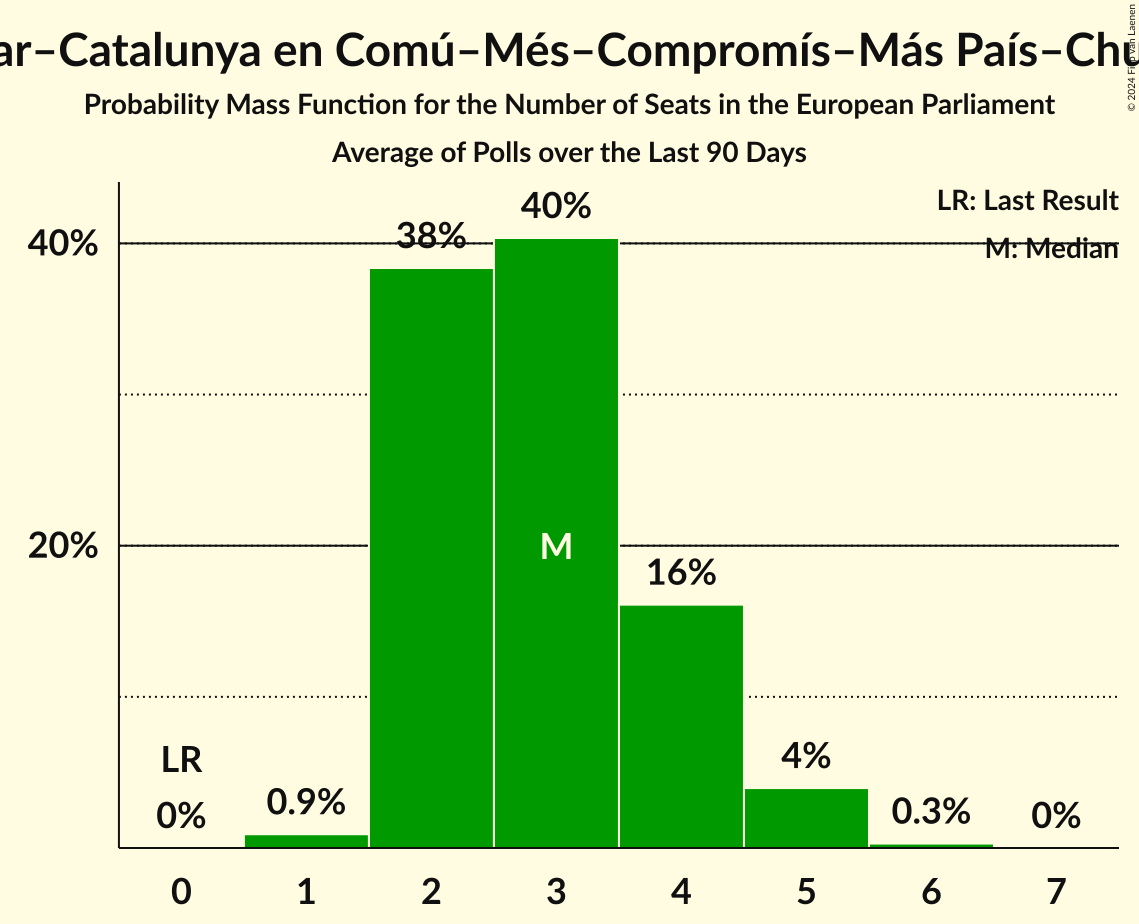 ar–Catalunya en Comú–Més–Compromís–Más País–Chu
© 2024 Filip van Laenen
Probability Mass Function for the Number of Seats in the European Parliament
Average of Polls over the Last 90 Days
LR: Last Result
M: Median
40%
20%
LR
0%
0.9%
38%
40%
M
16%
4%
0.3%
0%
0 1 2 3 4 5 6 7